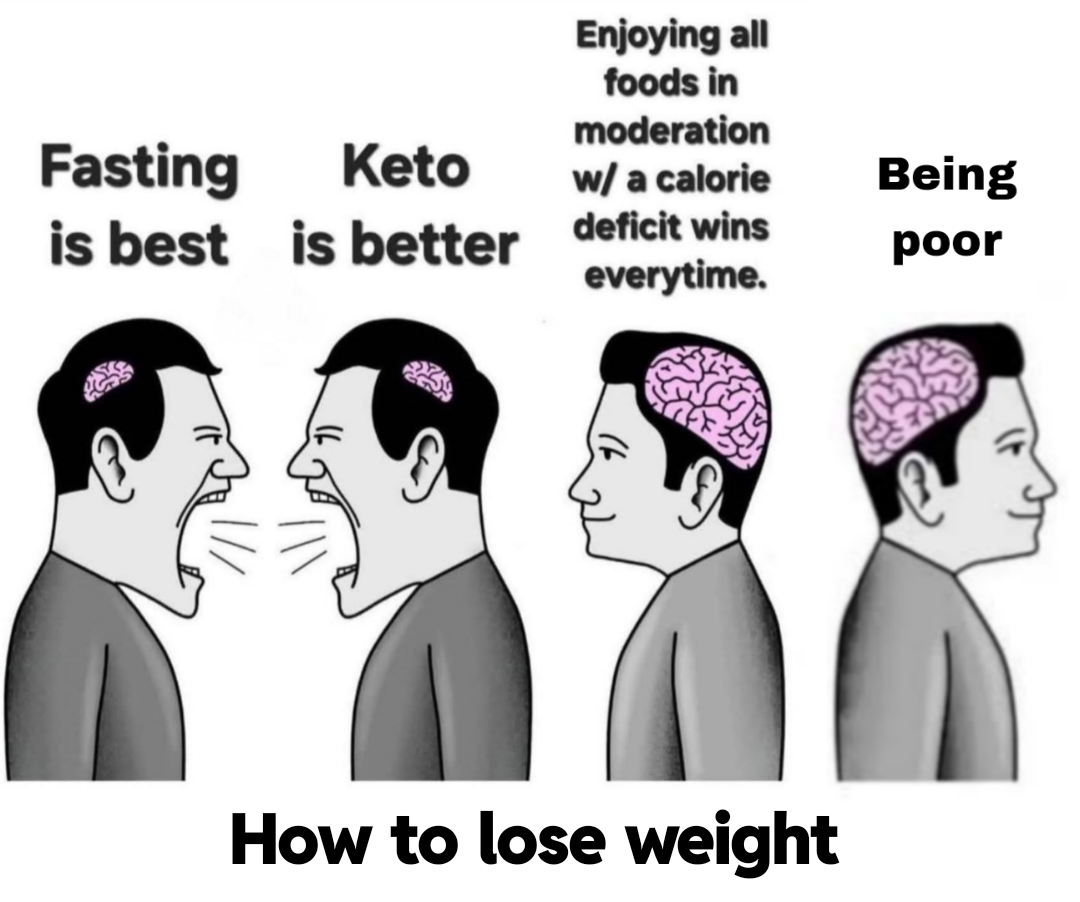 Fasting
is best
Keto
is better
Enjoying all
foods in
moderation
w/ a calorie
deficit wins
everytime.
Being
poor
How to lose weight